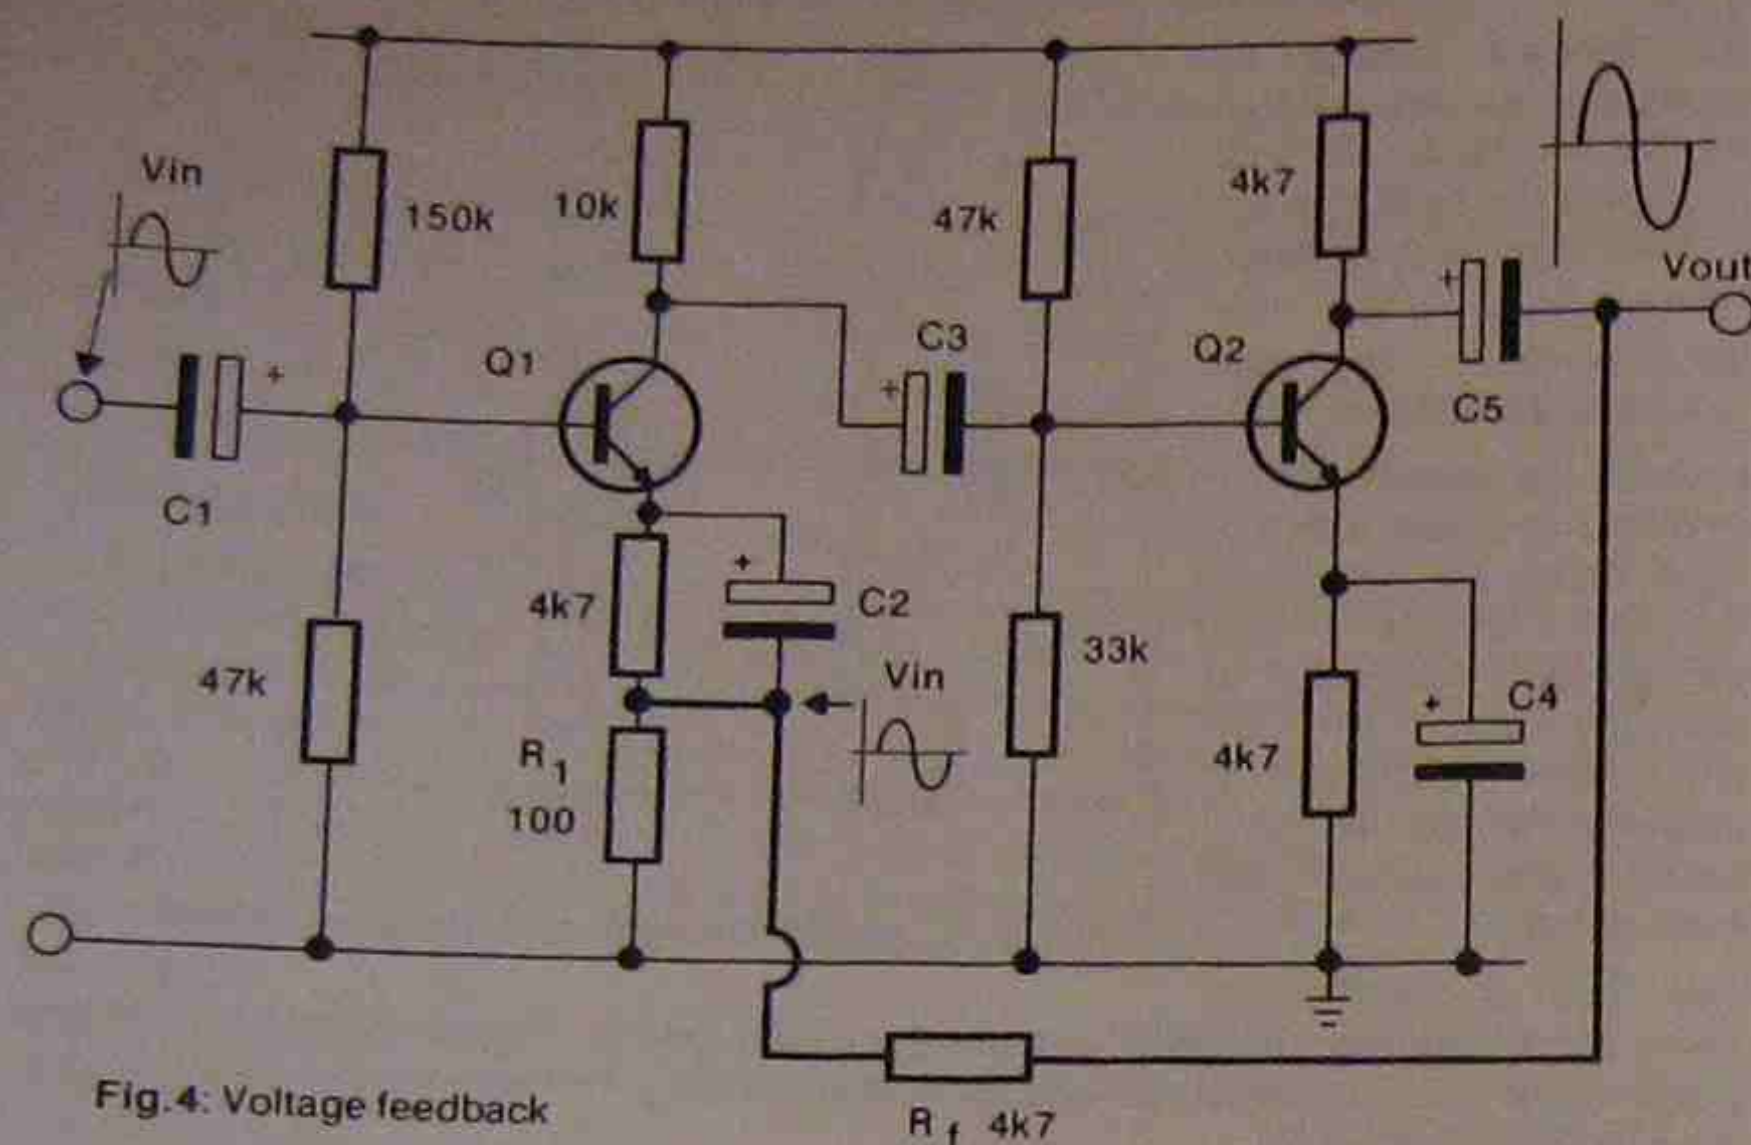 Vin
150k
10k
47k
4k7
Vout
Q1
C3
Q2
+
+
+
C5
C1
+
4k7
C2
47k
Vin
33k
+
C4
R1
100
4k7
Fig.4: Voltage feedback
Rf 4k7